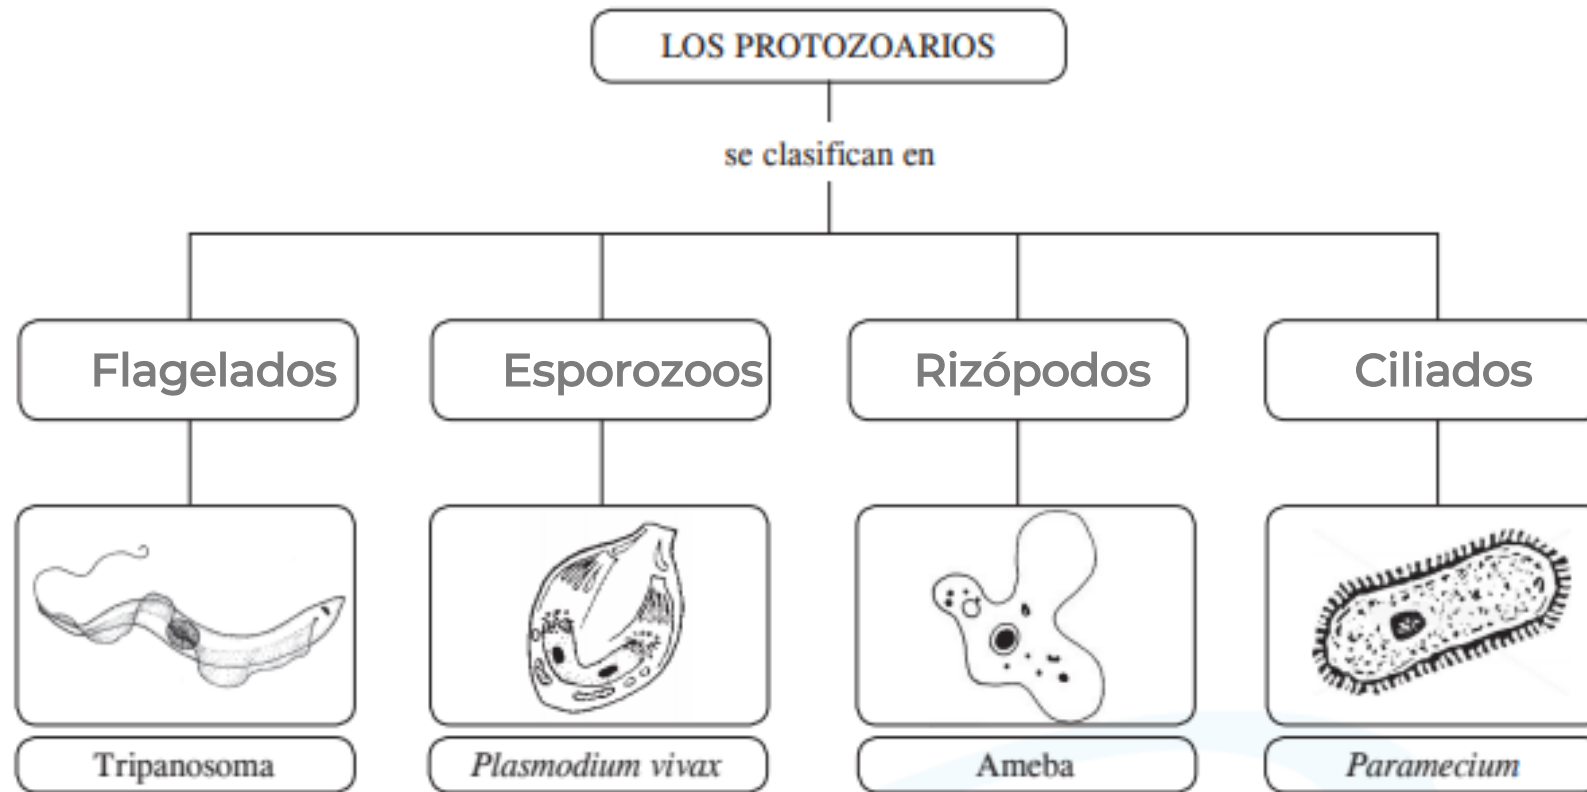 LOS PROTOZOARIOS
se clasifican en
Flagelados
Esporozoos
Rizópodos
Ciliados
Tripanosoma
Plasmodium vivax
Ameba
Paramecium